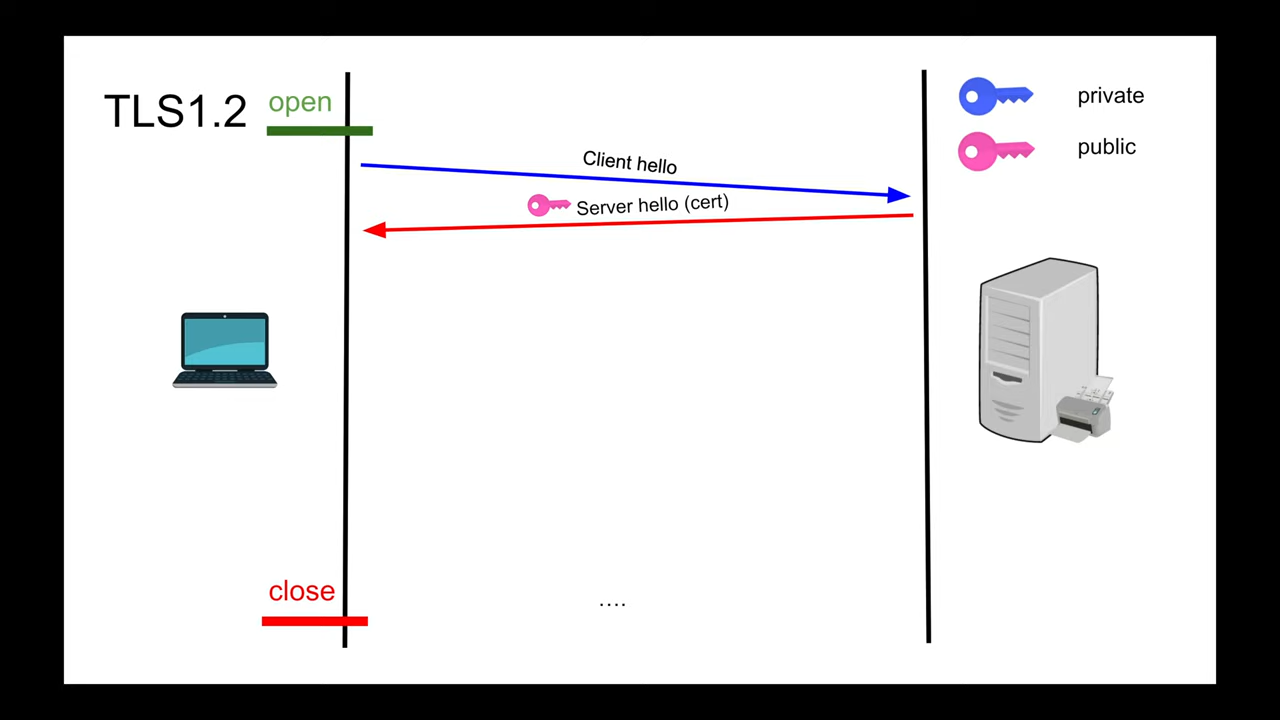 TLS1.2
open
private
public
Client hello
Server hello (cert)
close
....